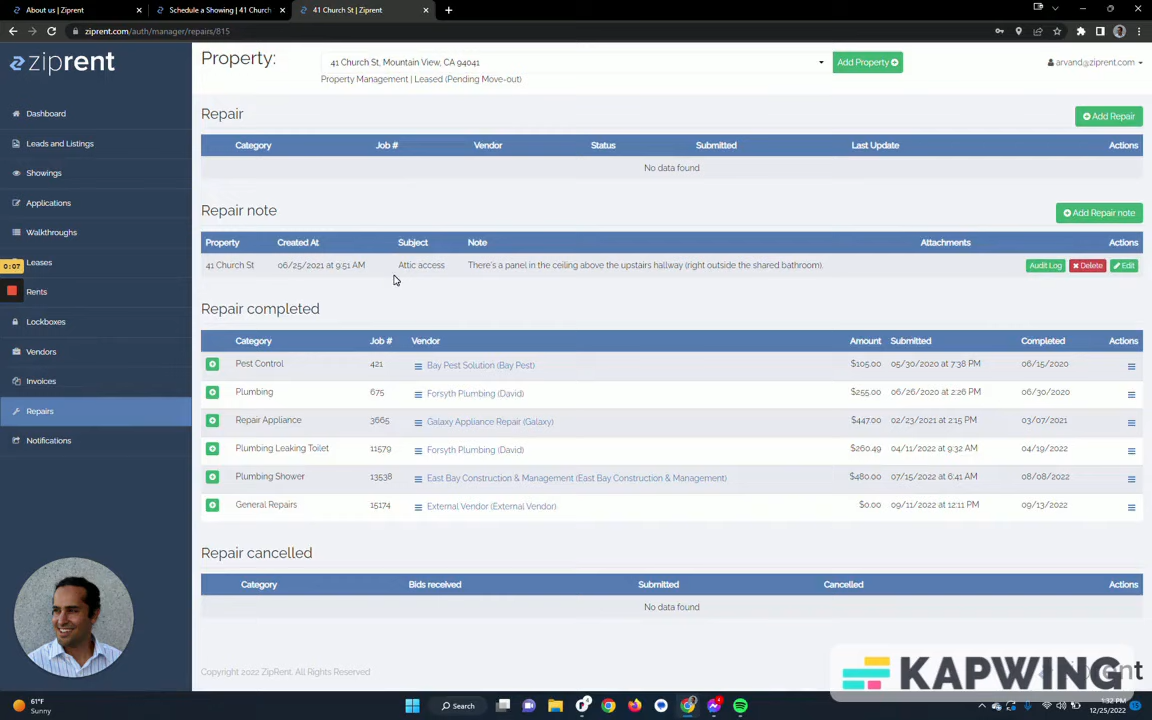 About us | Ziprent
Schedule a Showing | 41 Church
41 Church St | Ziprent
ziprent.com/auth/manager/repairs/815
ziprent
Property:
41 Church St, Mountain View, CA 94041
Add Property
arvand@ziprent.com
Property Management | Leased (Pending Move-out)
Dashboard
Leads and Listings
Showings
Applications
Walkthroughs
Leases
0:07
Rents
Lockboxes
Vendors
Invoices
Repairs
Notifications
Repair
Add Repair
Category Job # Vendor Status Submitted Last Update Actions
No data found
Repair note
Add Repair note
Property Created At Subject Note Attachments Actions
41 Church St 06/25/2021 at 9:51 AM Attic access There's a panel in the ceiling above the upstairs hallway (right outside the shared bathroom). Audit Log Delete Edit
Repair completed
Category Job # Vendor Amount Submitted Completed Actions
Pest Control 421 Bay Pest Solution (Bay Pest) $105.00 05/30/2020 at 7:38 PM 06/15/2020
Plumbing 675 Forsyth Plumbing (David) $255.00 06/26/2020 at 2:26 PM 06/30/2020
Repair Appliance 3665 Galaxy Appliance Repair (Galaxy) $447.00 02/23/2021 at 2:15 PM 03/07/2021
Plumbing Leaking Toilet 11579 Forsyth Plumbing (David) $260.49 04/11/2022 at 9:32 AM 04/19/2022
Plumbing Shower 13538 East Bay Construction & Management (East Bay Construction & Management) $480.00 07/15/2022 at 6:41 AM 08/08/2022
General Repairs 15174 External Vendor (External Vendor) $0.00 09/11/2022 at 12:11 PM 09/13/2022
Repair cancelled
Category Bids received Submitted Cancelled Actions
No data found
Copyright 2022 ZipRent. All Rights Reserved
KAPWING
61°F
Sunny
Search
1:32 PM
12/25/2022